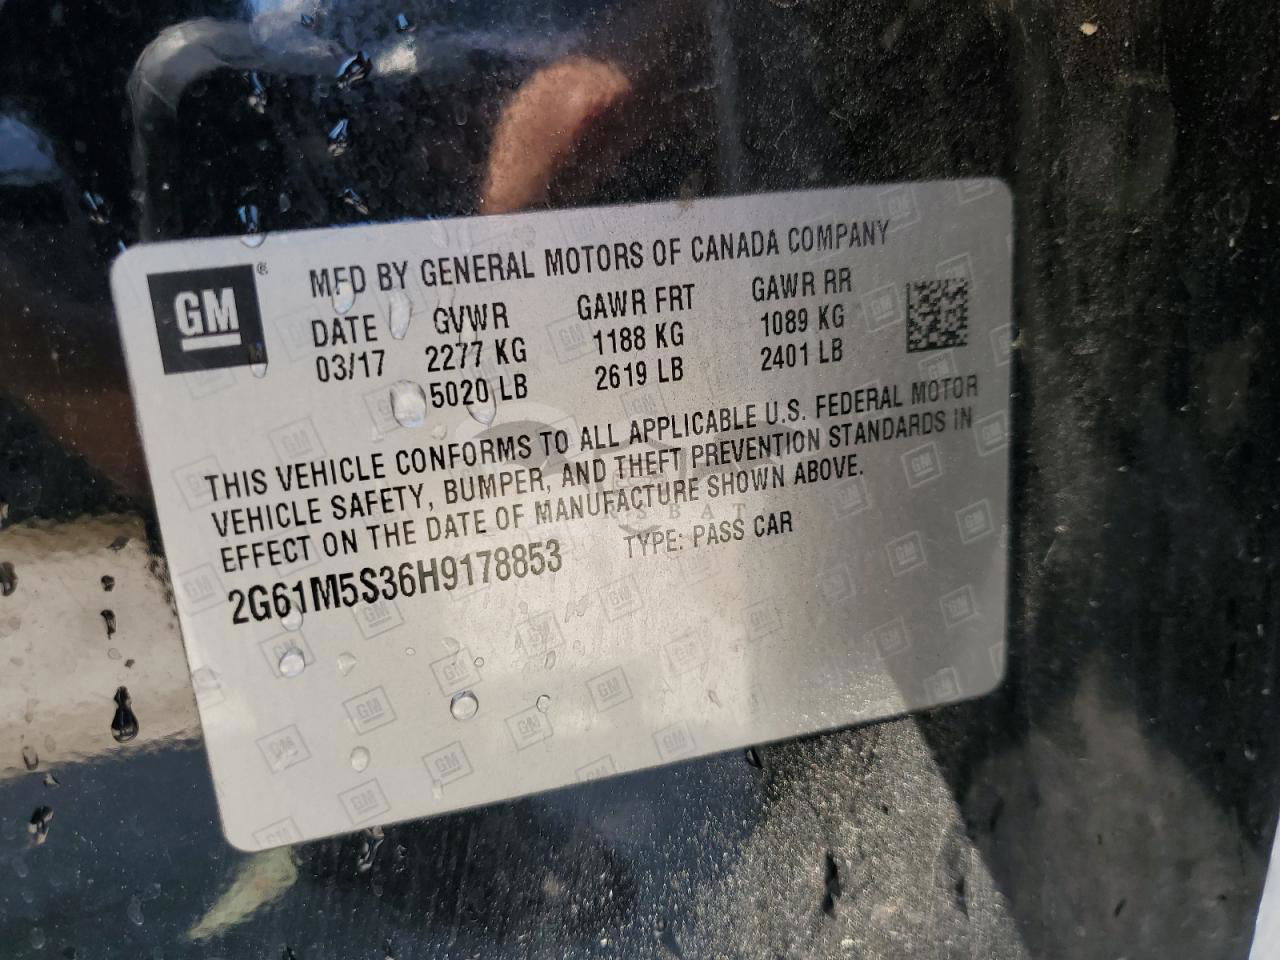 GM ®
MFD BY GENERAL MOTORS OF CANADA COMPANY
DATE GVWR GAWR FRT GAWR RR
03/17 2277 KG 1188 KG 1089 KG
5020 LB 2619 LB 2401 LB
THIS VEHICLE CONFORMS TO ALL APPLICABLE U.S. FEDERAL MOTOR
VEHICLE SAFETY, BUMPER, AND THEFT PREVENTION STANDARDS IN
EFFECT ON THE DATE OF MANUFACTURE SHOWN ABOVE.
2G61M5S36H9178853 TYPE: PASS CAR